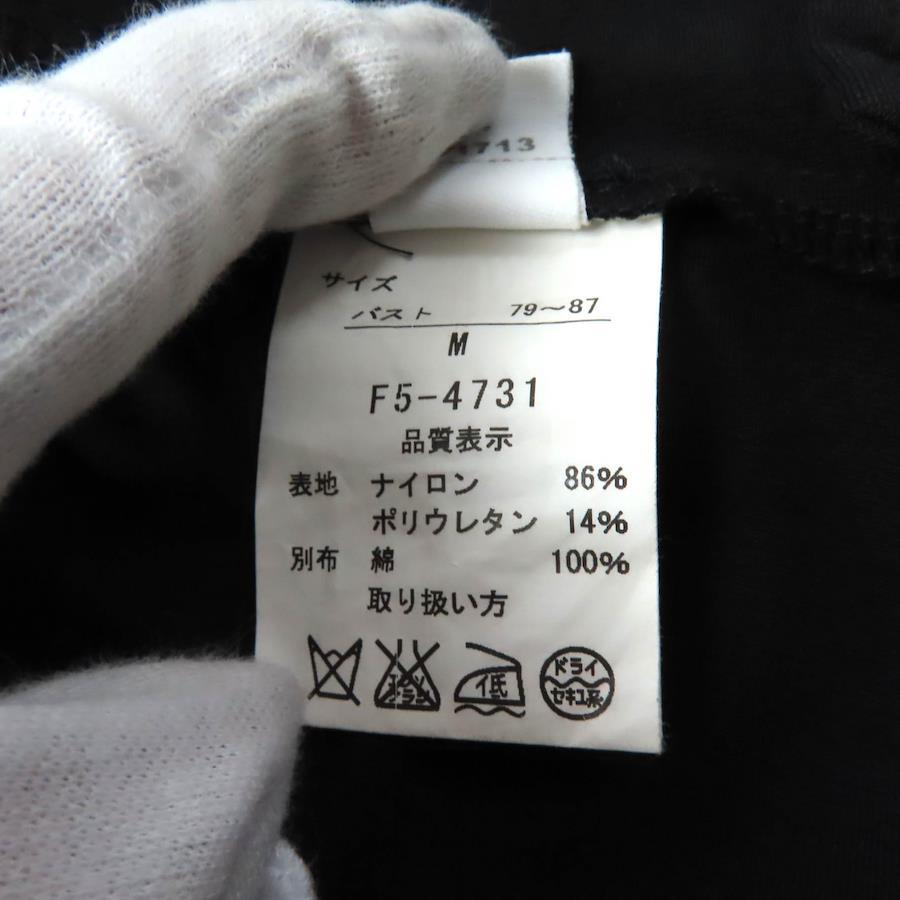 4713
サイズ
バスト 79～87
M
F5-4731
品質表示
表地 ナイロン 86%
ポリウレタン 14%
別布 綿 100%
取り扱い方
低
ドライ
セキユ系